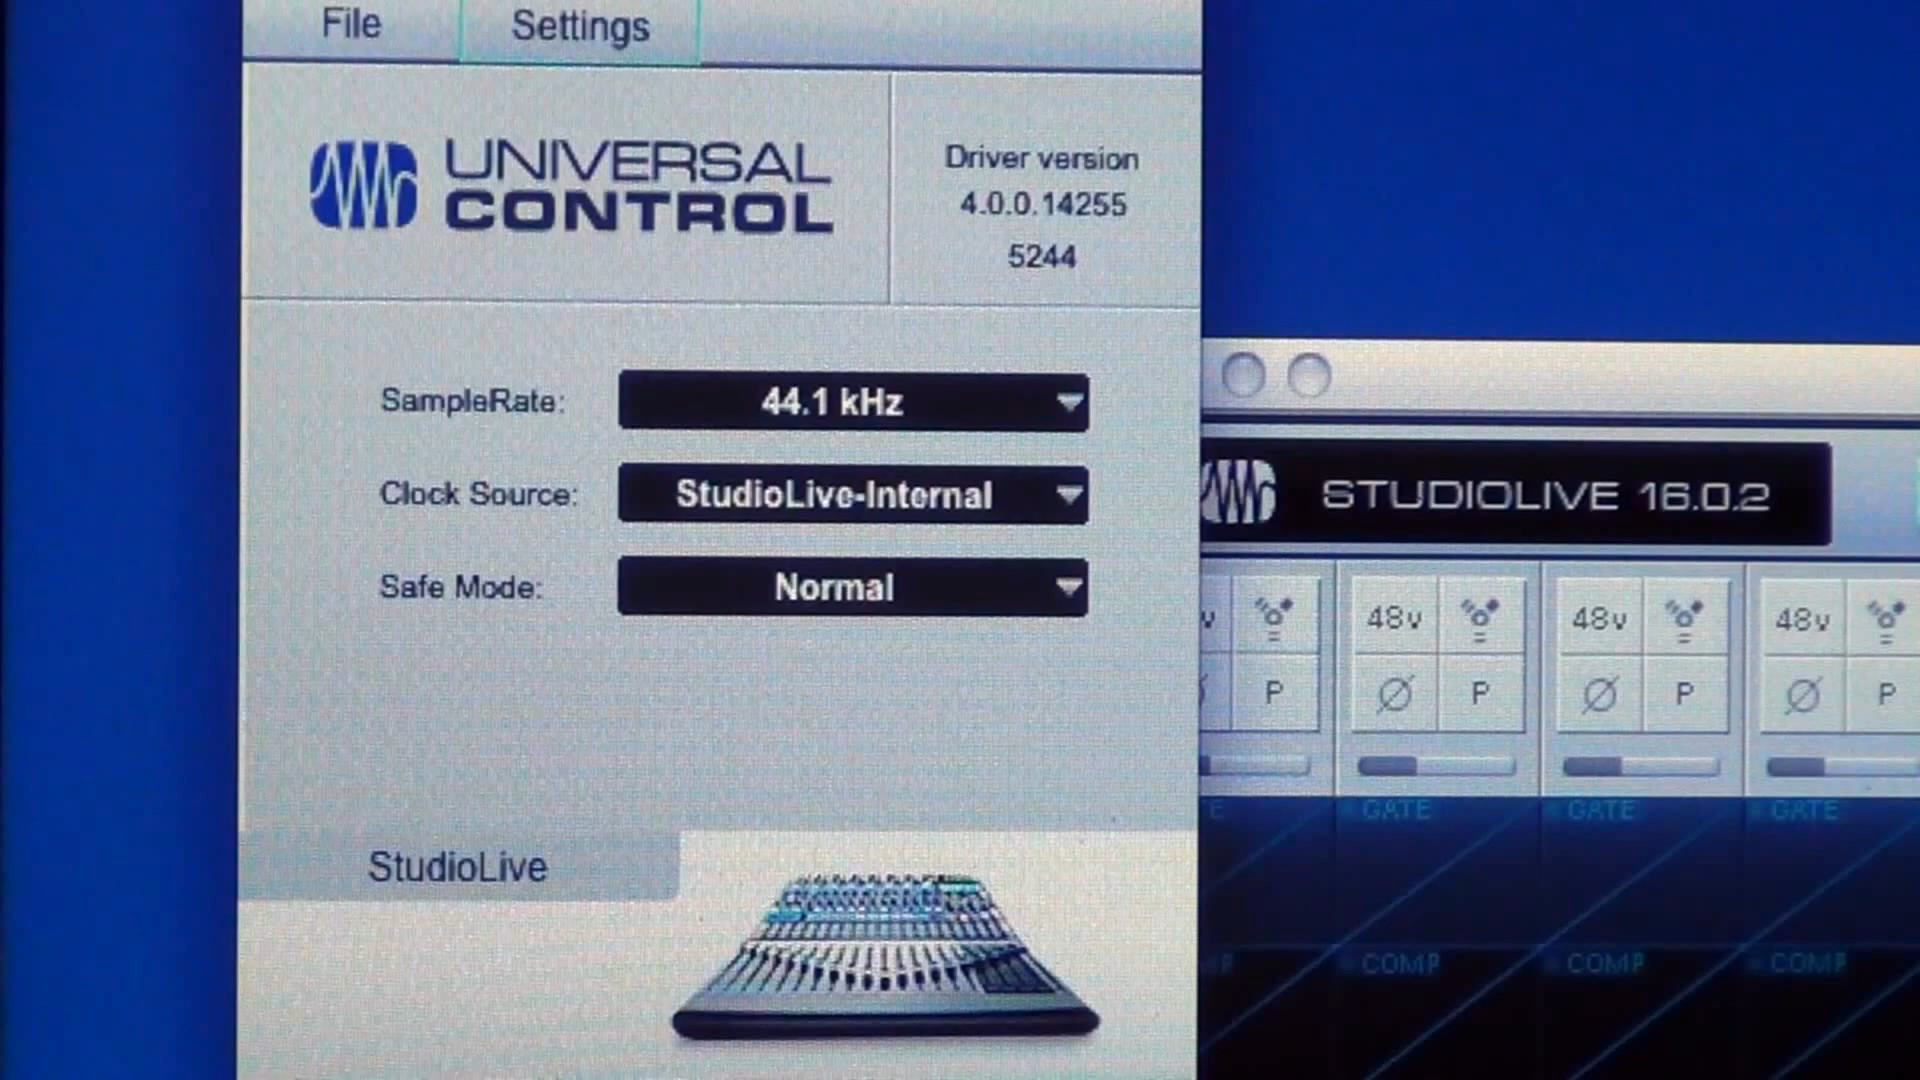 File Settings
UNIVERSAL
CONTROL
Driver version
4.0.0.14255
5244
SampleRate: 44.1 kHz
Clock Source: StudioLive-Internal
Safe Mode: Normal
StudioLive
STUDIOLIVE 16.0.2
48v 48v 48v
P Ø P Ø P Ø P
GATE GATE GATE
COMP COMP COMP